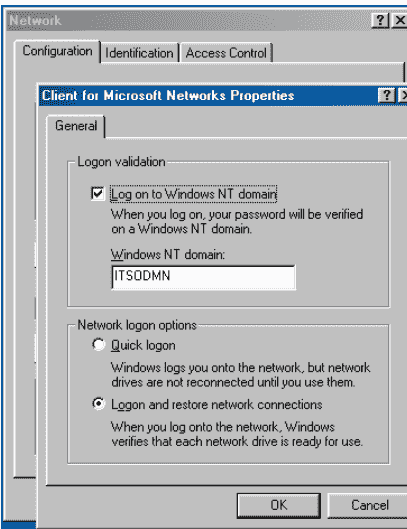 Network
Configuration Identification Access Control
Client for Microsoft Networks Properties
General
Logon validation
Log on to Windows NT domain
When you log on, your password will be verified
on a Windows NT domain.
Windows NT domain:
ITSODMN
Network logon options
Quick logon
Windows logs you onto the network, but network
drives are not reconnected until you use them.
Logon and restore network connections
When you log onto the network, Windows
verifies that each network drive is ready for use.
OK Cancel